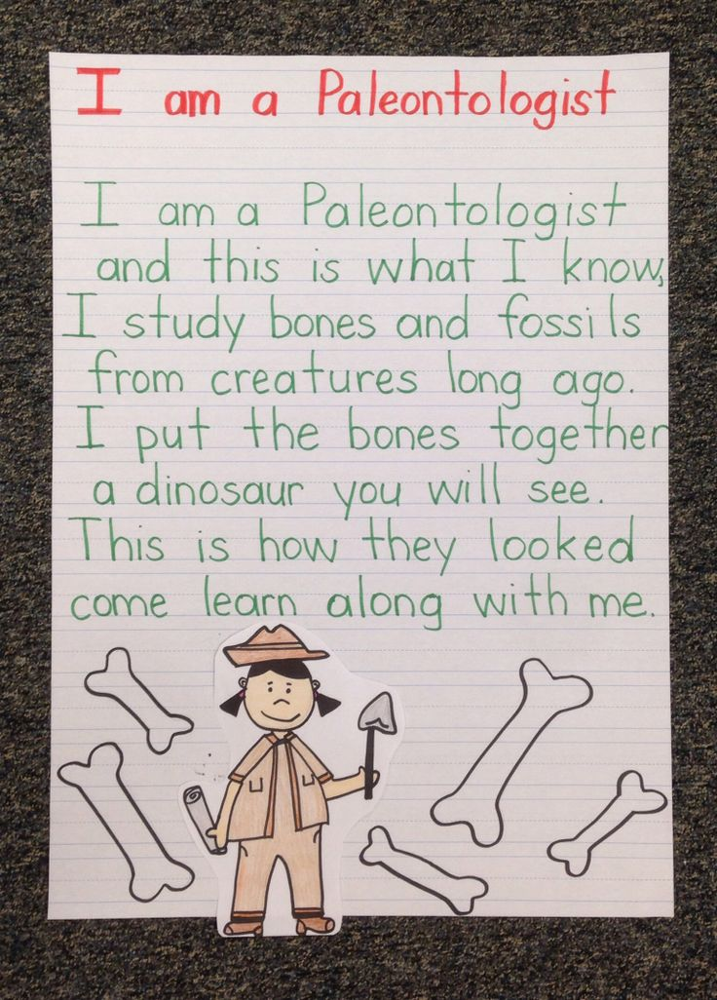 I am a Paleontologist
I am a Paleontologist
and this is what I know,
I study bones and fossils
from creatures long ago.
I put the bones together
a dinosaur you will see.
This is how they looked
come learn along with me.